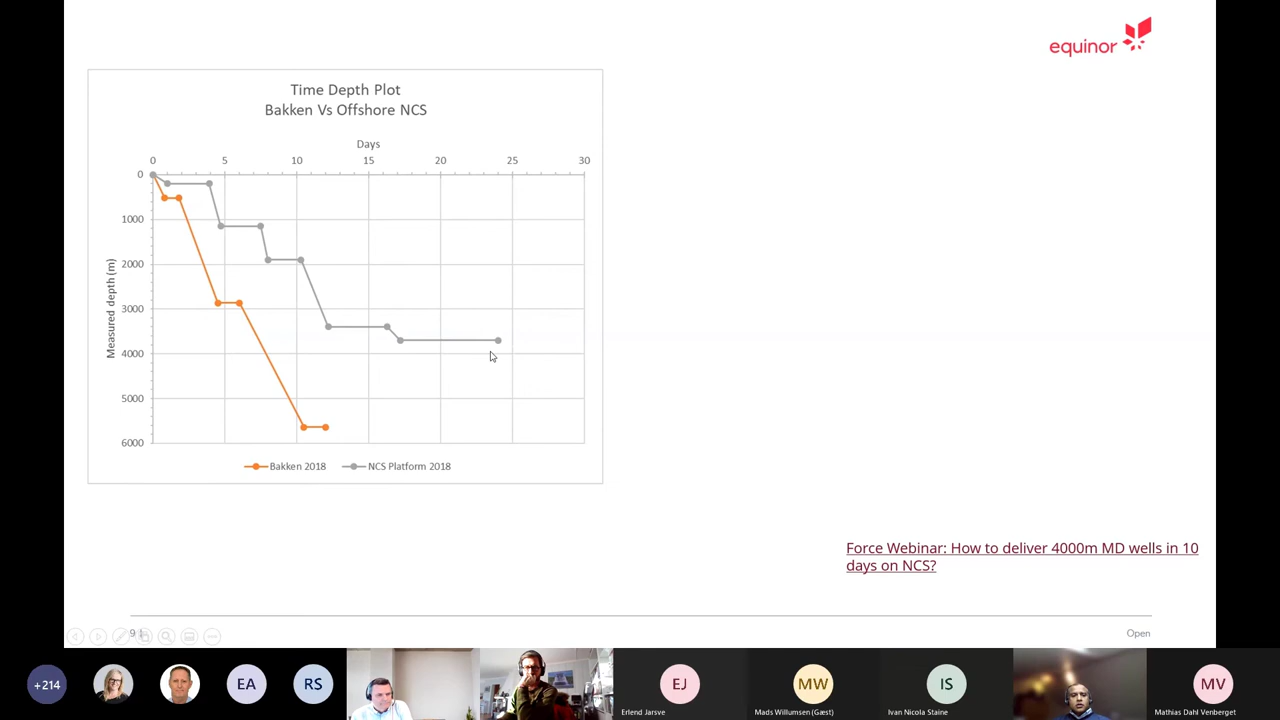 equinor
Time Depth Plot
Bakken Vs Offshore NCS
Days
0 5 10 15 20 25 30
0
1000
2000
3000
4000
5000
6000
Measured depth (m)
Bakken 2018 NCS Platform 2018
Force Webinar: How to deliver 4000m MD wells in 10
days on NCS?
9
Open
+214
EA
RS
EJ
Erlend Jarsve
MW
Mads Willumsen (Gæst)
IS
Ivan Nicola Staine
MV
Mathias Dahl Venberget